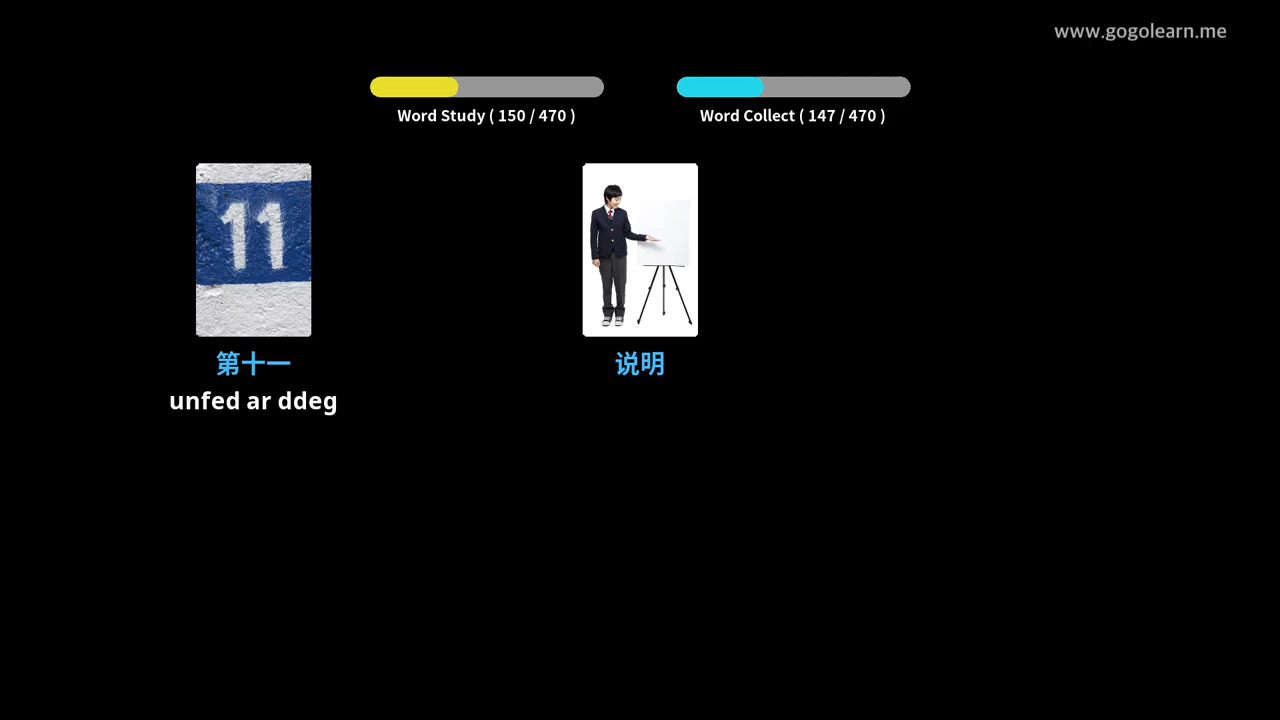 www.gogolearn.me
Word Study ( 150 / 470 )
Word Collect ( 147 / 470 )
11
第十一
说明
unfed ar ddeg